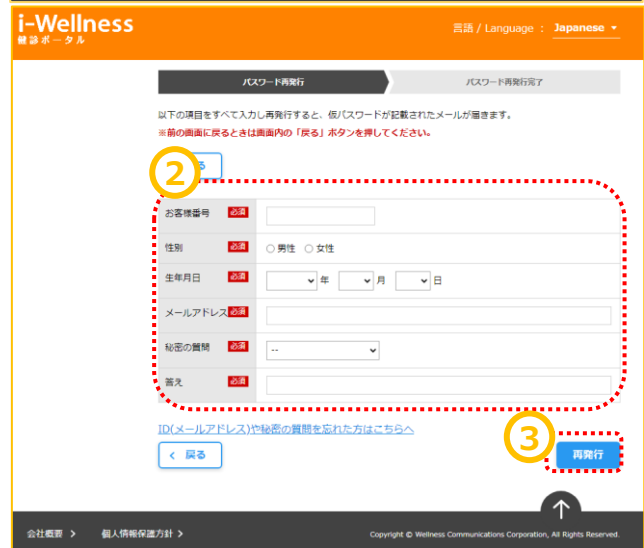 i-Wellness
健診ポータル
言語 / Language : Japanese
パスワード再発行
パスワード再発行完了
以下の項目をすべて入力し再発行すると、仮パスワードが記載されたメールが届きます。
※前の画面に戻るときは画面内の「戻る」ボタンを押してください。
②
る
お客様番号 必須
性別 必須 男性 女性
生年月日 必須 年 月 日
メールアドレス 必須
秘密の質問 必須 --
答え 必須
ID(メールアドレス)や秘密の質問を忘れた方はこちらへ
③
< 戻る
再発行
会社概要 > 個人情報保護方針 >
Copyright © Wellness Communications Corporation, All Rights Reserved.